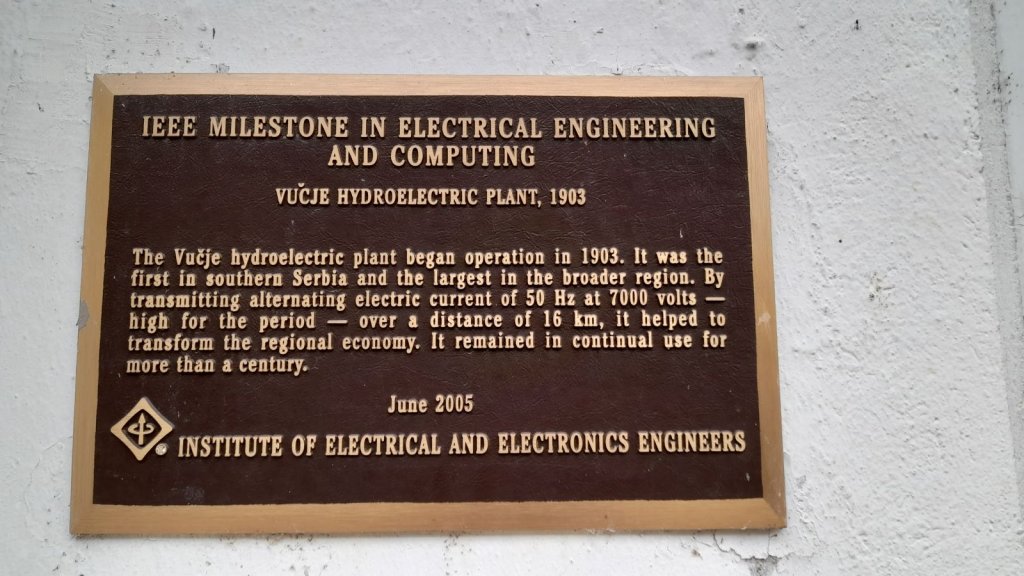 IEEE MILESTONE IN ELECTRICAL ENGINEERING
AND COMPUTING
VUČJE HYDROELECTRIC PLANT, 1903
The Vučje hydroelectric plant began operation in 1903. It was the
first in southern Serbia and the largest in the broader region. By
transmitting alternating electric current of 50 Hz at 7000 volts —
high for the period — over a distance of 16 km, it helped to
transform the regional economy. It remained in continual use for
more than a century.
June 2005
INSTITUTE OF ELECTRICAL AND ELECTRONICS ENGINEERS